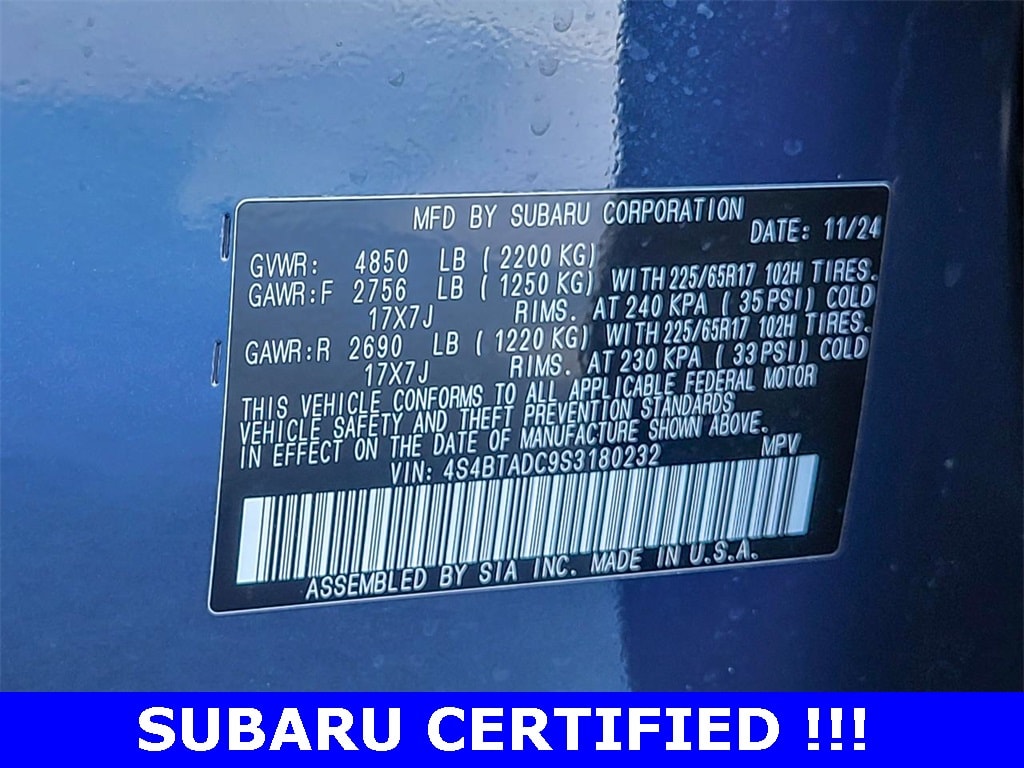 MFD BY SUBARU CORPORATION
DATE: 11/24
GVWR: 4850 LB ( 2200 KG)
GAWR:F 2756 LB ( 1250 KG) WITH 225/65R17 102H TIRES.
17X7J RIMS. AT 240 KPA ( 35 PSI) COLD
GAWR:R 2690 LB ( 1220 KG) WITH 225/65R17 102H TIRES.
17X7J RIMS. AT 230 KPA ( 33 PSI) COLD
THIS VEHICLE CONFORMS TO ALL APPLICABLE FEDERAL MOTOR
VEHICLE SAFETY AND THEFT PREVENTION STANDARDS
IN EFFECT ON THE DATE OF MANUFACTURE SHOWN ABOVE.
VIN: 4S4BTADC9S3180232 MPV
ASSEMBLED BY SIA INC. MADE IN U.S.A.
SUBARU CERTIFIED !!!